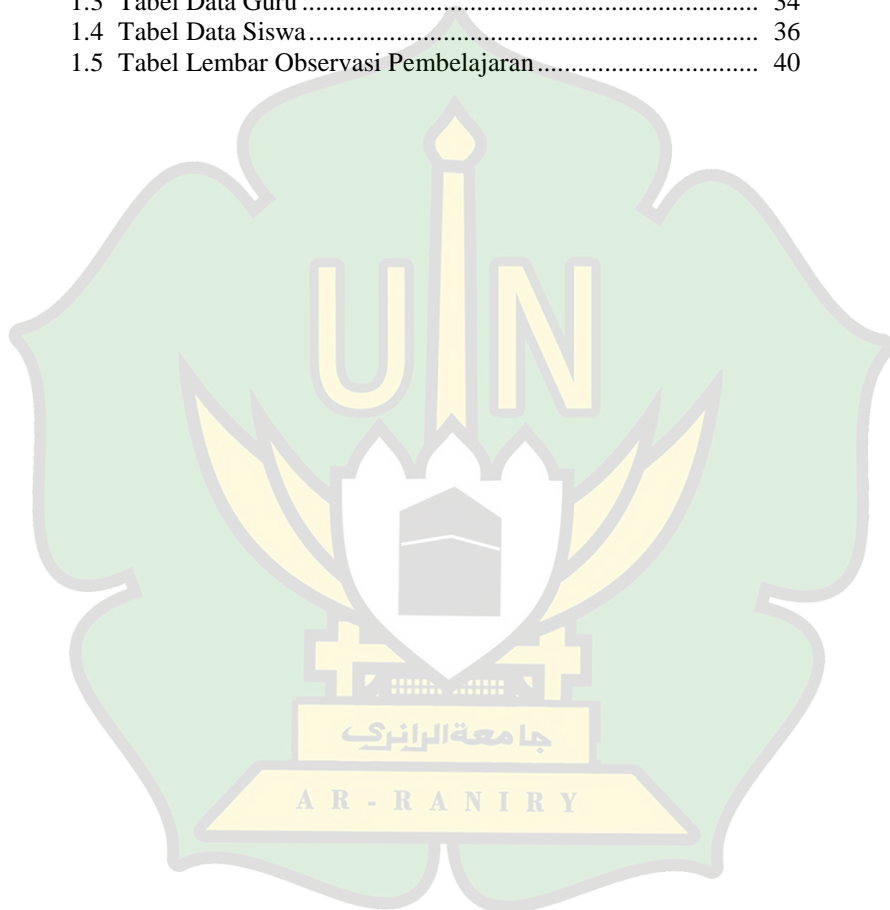 1.3 Tabel Data Guru ........................................................................ 34
1.4 Tabel Data Siswa....................................................................... 36
1.5 Tabel Lembar Observasi Pembelajaran ................................... 40
UIN
جامعة الرانري
AR-RANIRY